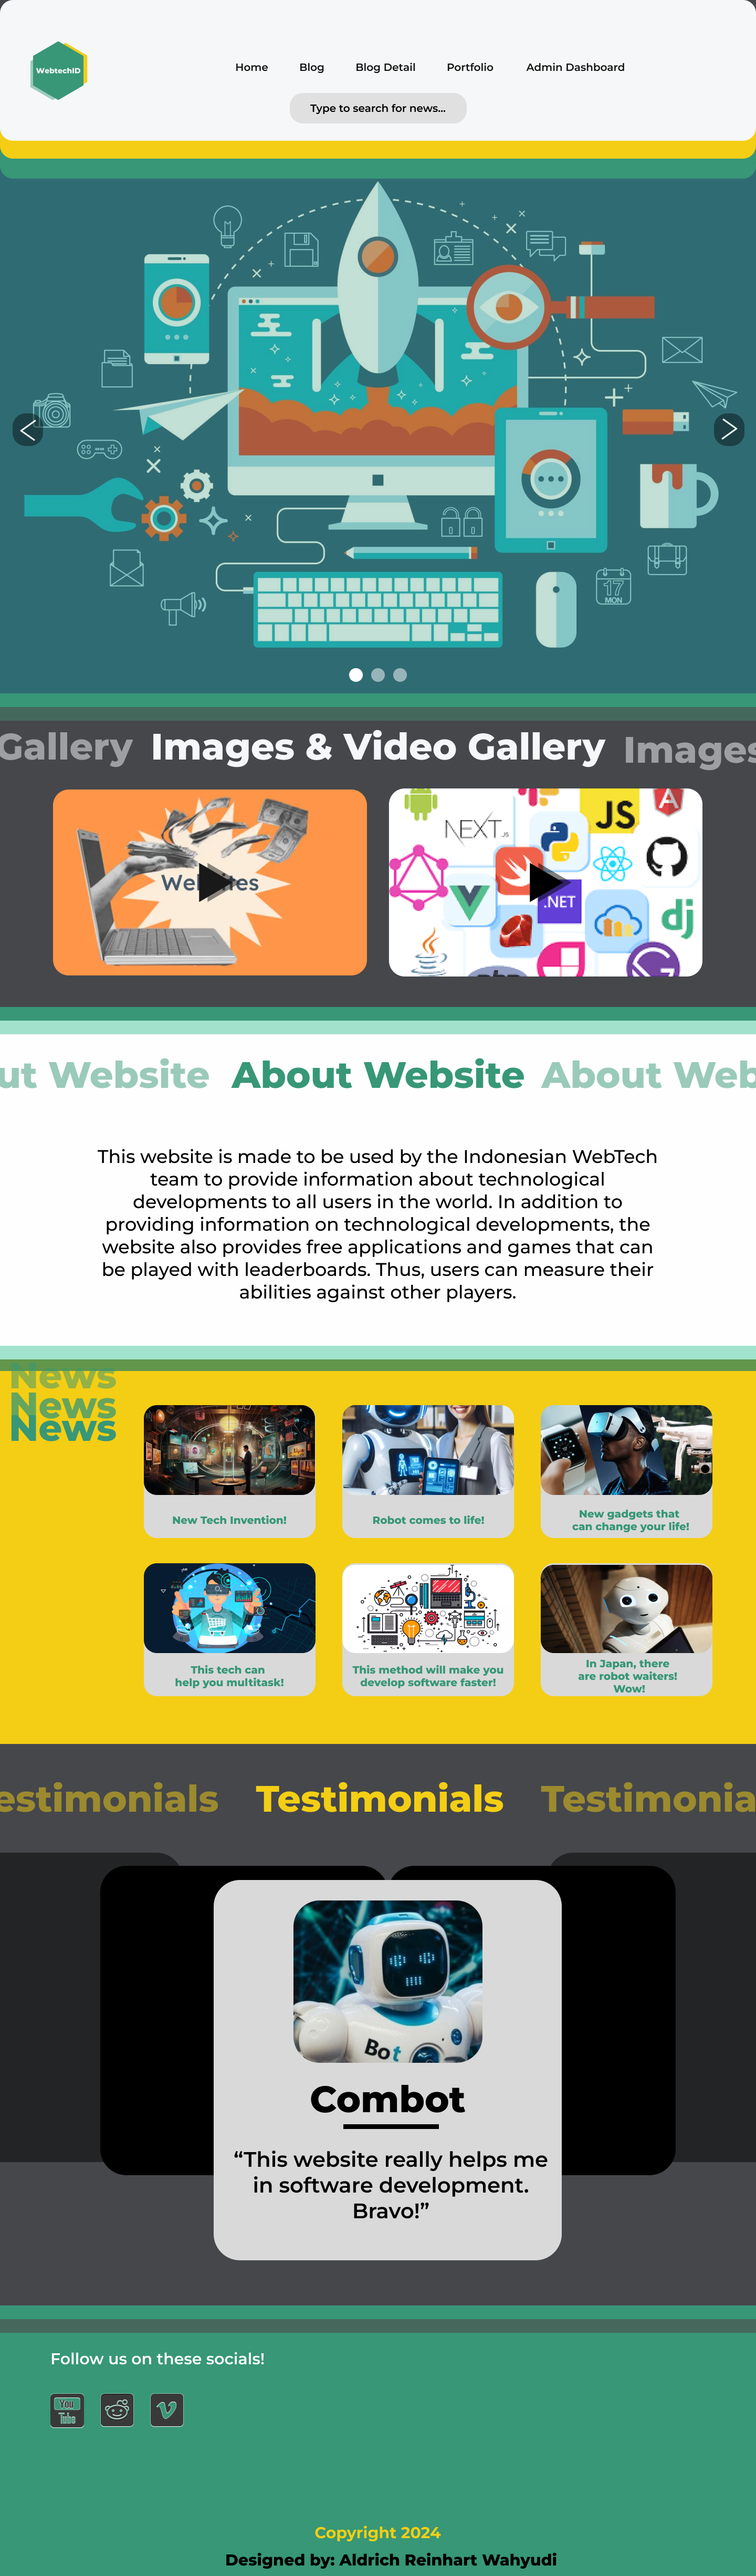 WebtechID
Home Blog Blog Detail Portfolio Admin Dashboard
Type to search for news...
17
MON
Gallery Images & Video Gallery Images
Websites
NEXT.JS
JS
A
.NET
dj
php
ut Website About Website About Web
This website is made to be used by the Indonesian WebTech
team to provide information about technological
developments to all users in the world. In addition to
providing information on technological developments, the
website also provides free applications and games that can
be played with leaderboards. Thus, users can measure their
abilities against other players.
News
News
News
New Tech Invention!
Robot comes to life!
New gadgets that
can change your life!
This tech can
help you multitask!
This method will make you
develop software faster!
In Japan, there
are robot waiters!
Wow!
estimonials Testimonials Testimonia
Bot
Combot
“This website really helps me
in software development.
Bravo!”
Follow us on these socials!
You
Tube
Copyright 2024
Designed by: Aldrich Reinhart Wahyudi